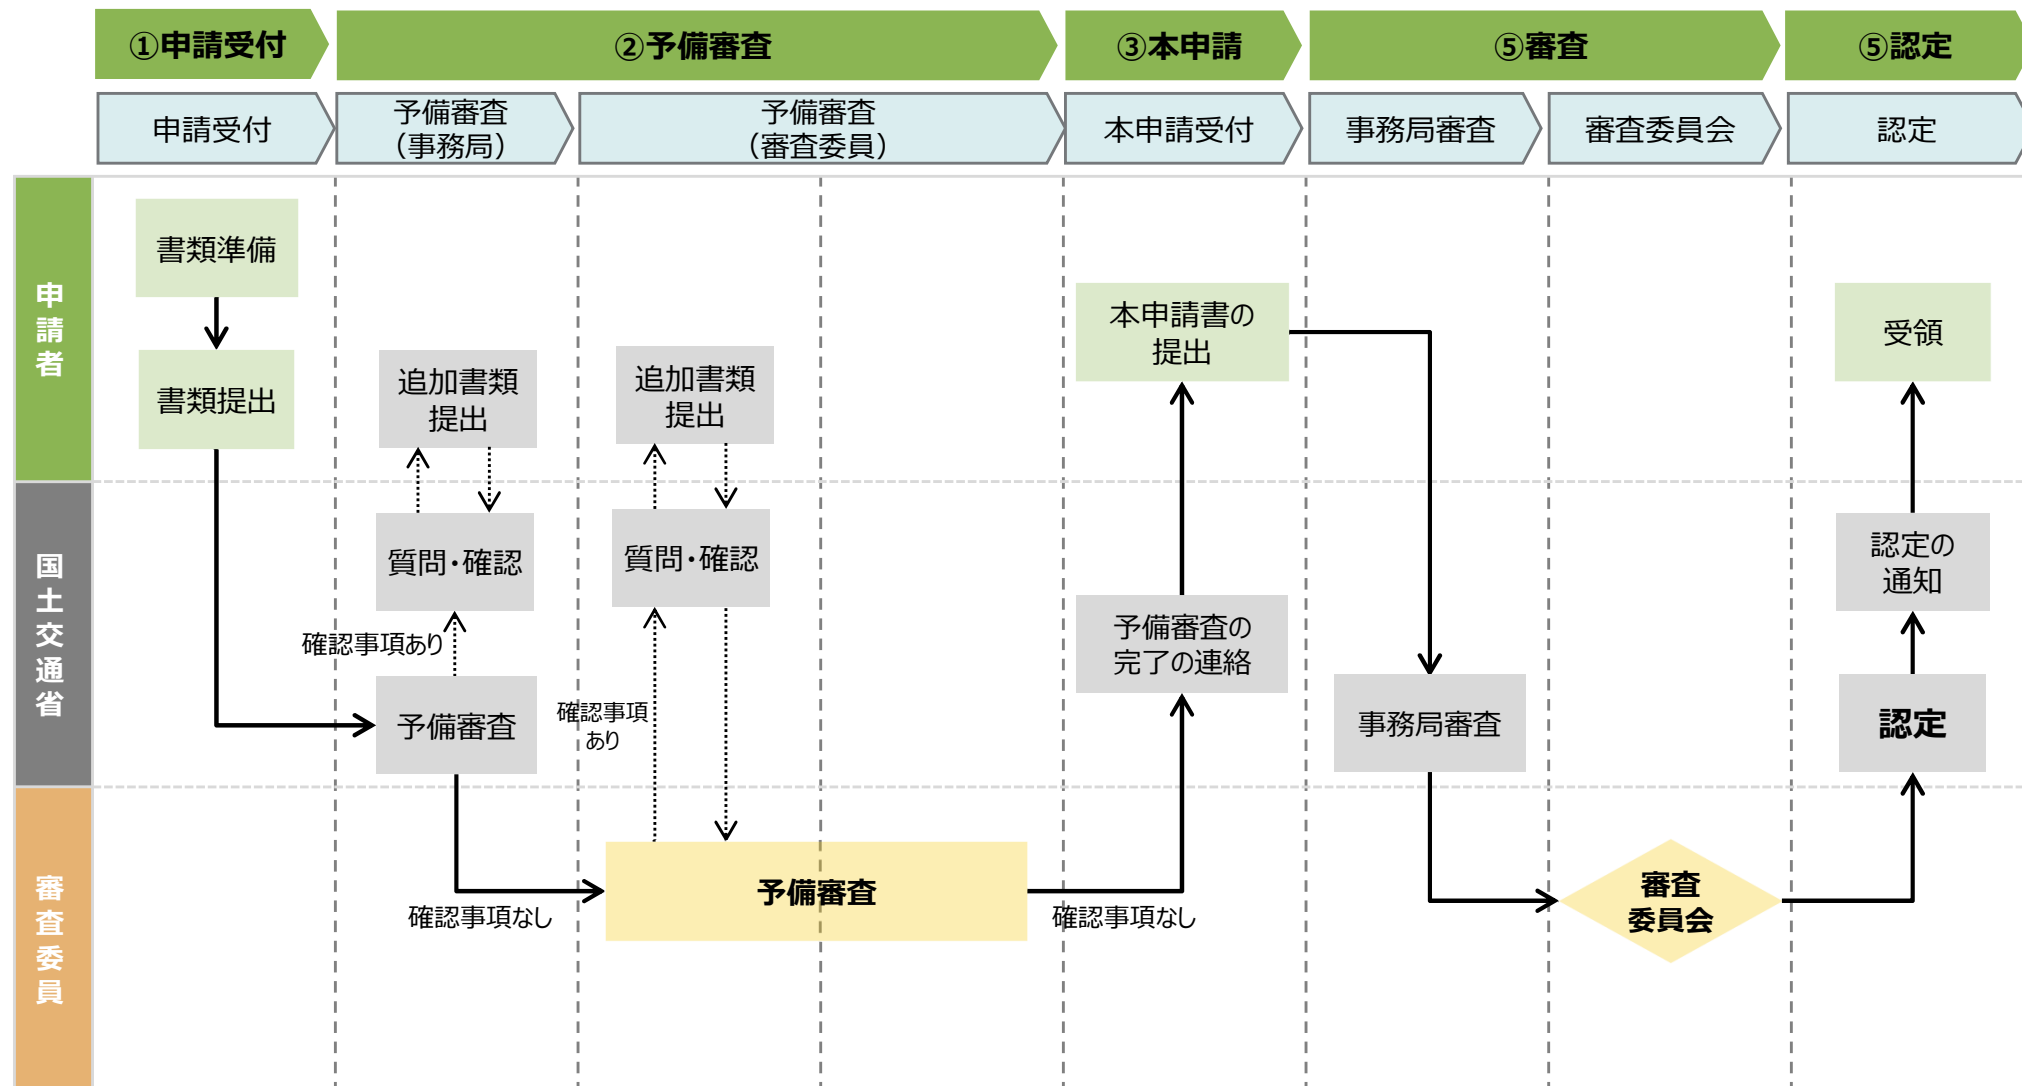 ①申請受付
②予備審査
③本申請
⑤審査
⑤認定
申請受付
予備審査
（事務局）
予備審査
（審査委員）
本申請受付
事務局審査
審査委員会
認定
申請者
書類準備
書類提出
追加書類
提出
追加書類
提出
本申請書の
提出
受領
国土交通省
質問・確認
質問・確認
認定の
通知
確認事項あり
予備審査の
完了の連絡
予備審査
確認事項
あり
事務局審査
認定
審査委員
予備審査
審査
委員会
確認事項なし
確認事項なし